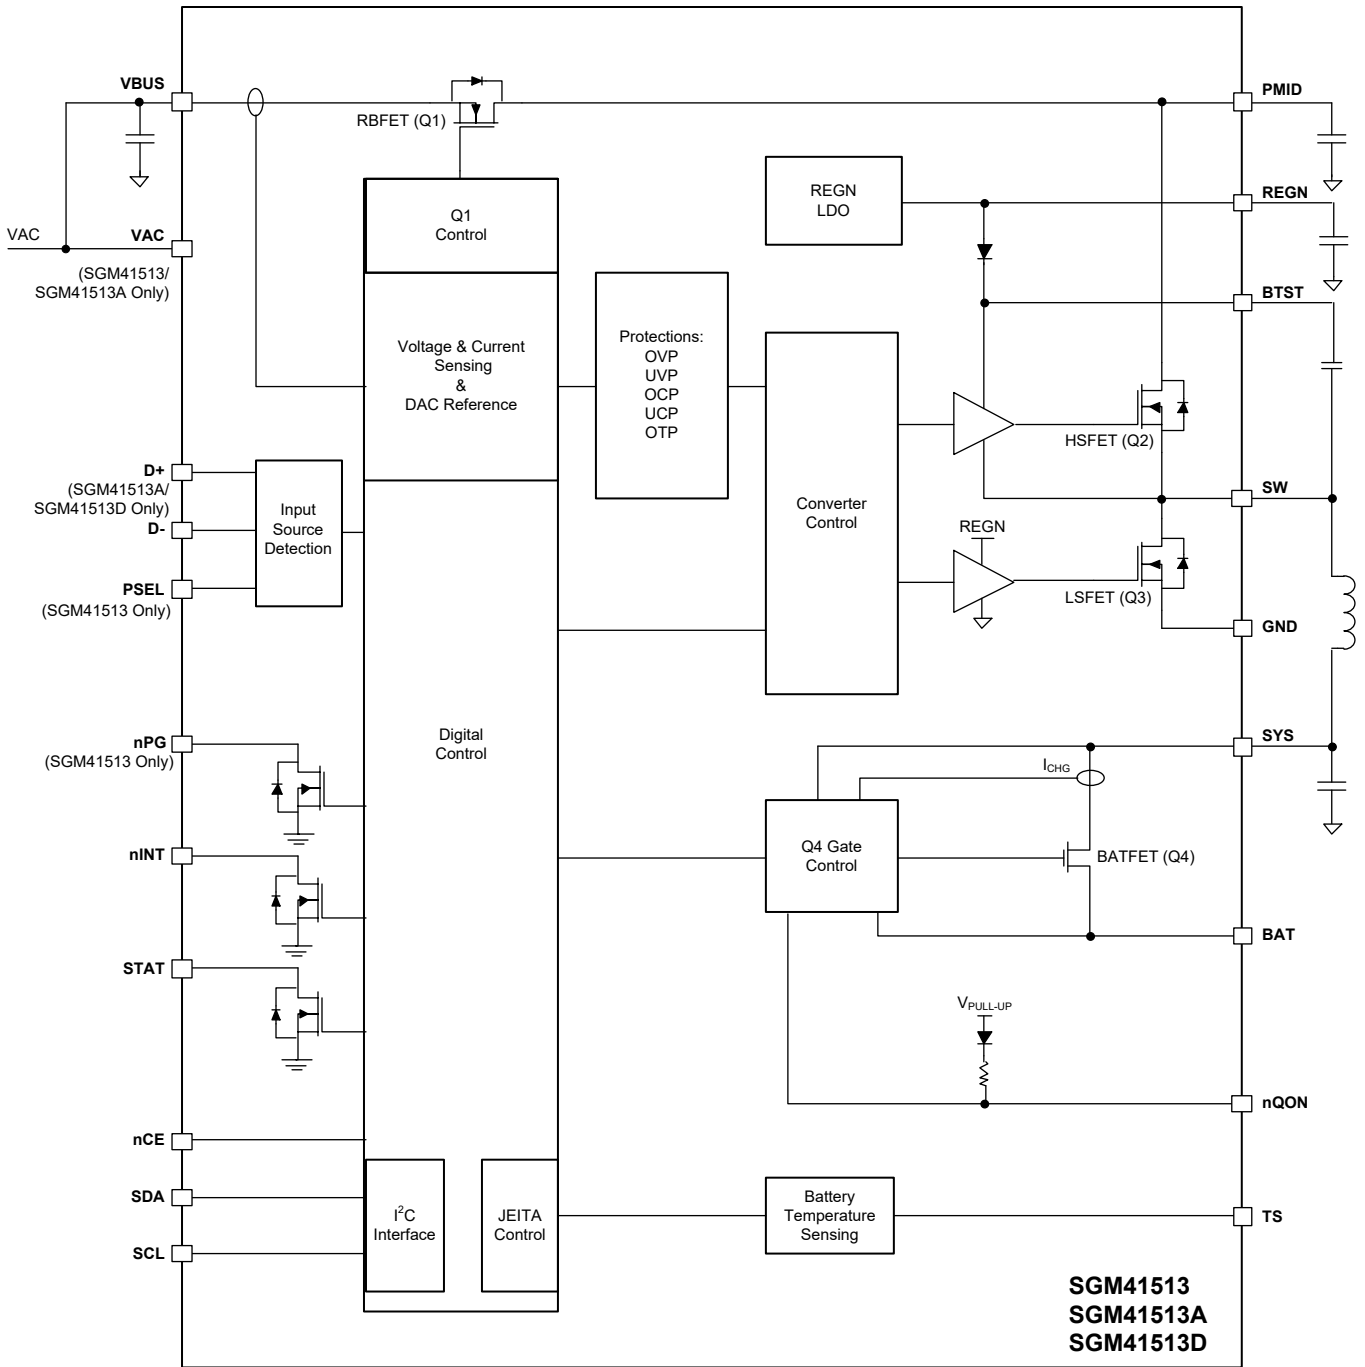 VBUS
RBFET (Q1)
PMID
REGN
LDO
REGN
Q1
Control
VAC
VAC
(SGM41513/
SGM41513A Only)
BTST
Voltage & Current
Sensing
&
DAC Reference
Protections:
OVP
UVP
OCP
UCP
OTP
HSFET (Q2)
D+
(SGM41513A/
SGM41513D Only)
D-
Input
Source
Detection
PSEL
(SGM41513 Only)
Converter
Control
SW
REGN
LSFET (Q3)
GND
nPG
(SGM41513 Only)
Digital
Control
SYS
ICHG
nINT
Q4 Gate
Control
BATFET (Q4)
STAT
BAT
VPULL-UP
nQON
nCE
SDA
SCL
I2C
Interface
JEITA
Control
Battery
Temperature
Sensing
TS
SGM41513
SGM41513A
SGM41513D